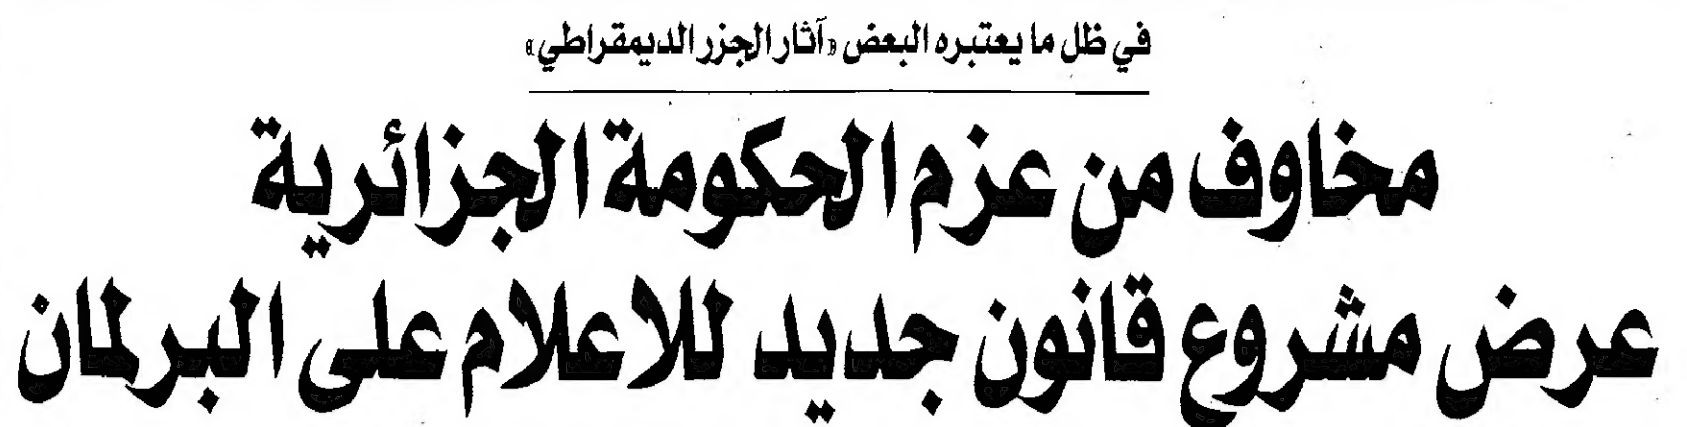 في ظل ما يعتبره البعض «آثار الجزر الديمقراطي»
مخاوف من عزم الحكومة الجزائرية
عرض مشروع قانون جديد للاعلام على البرلمان